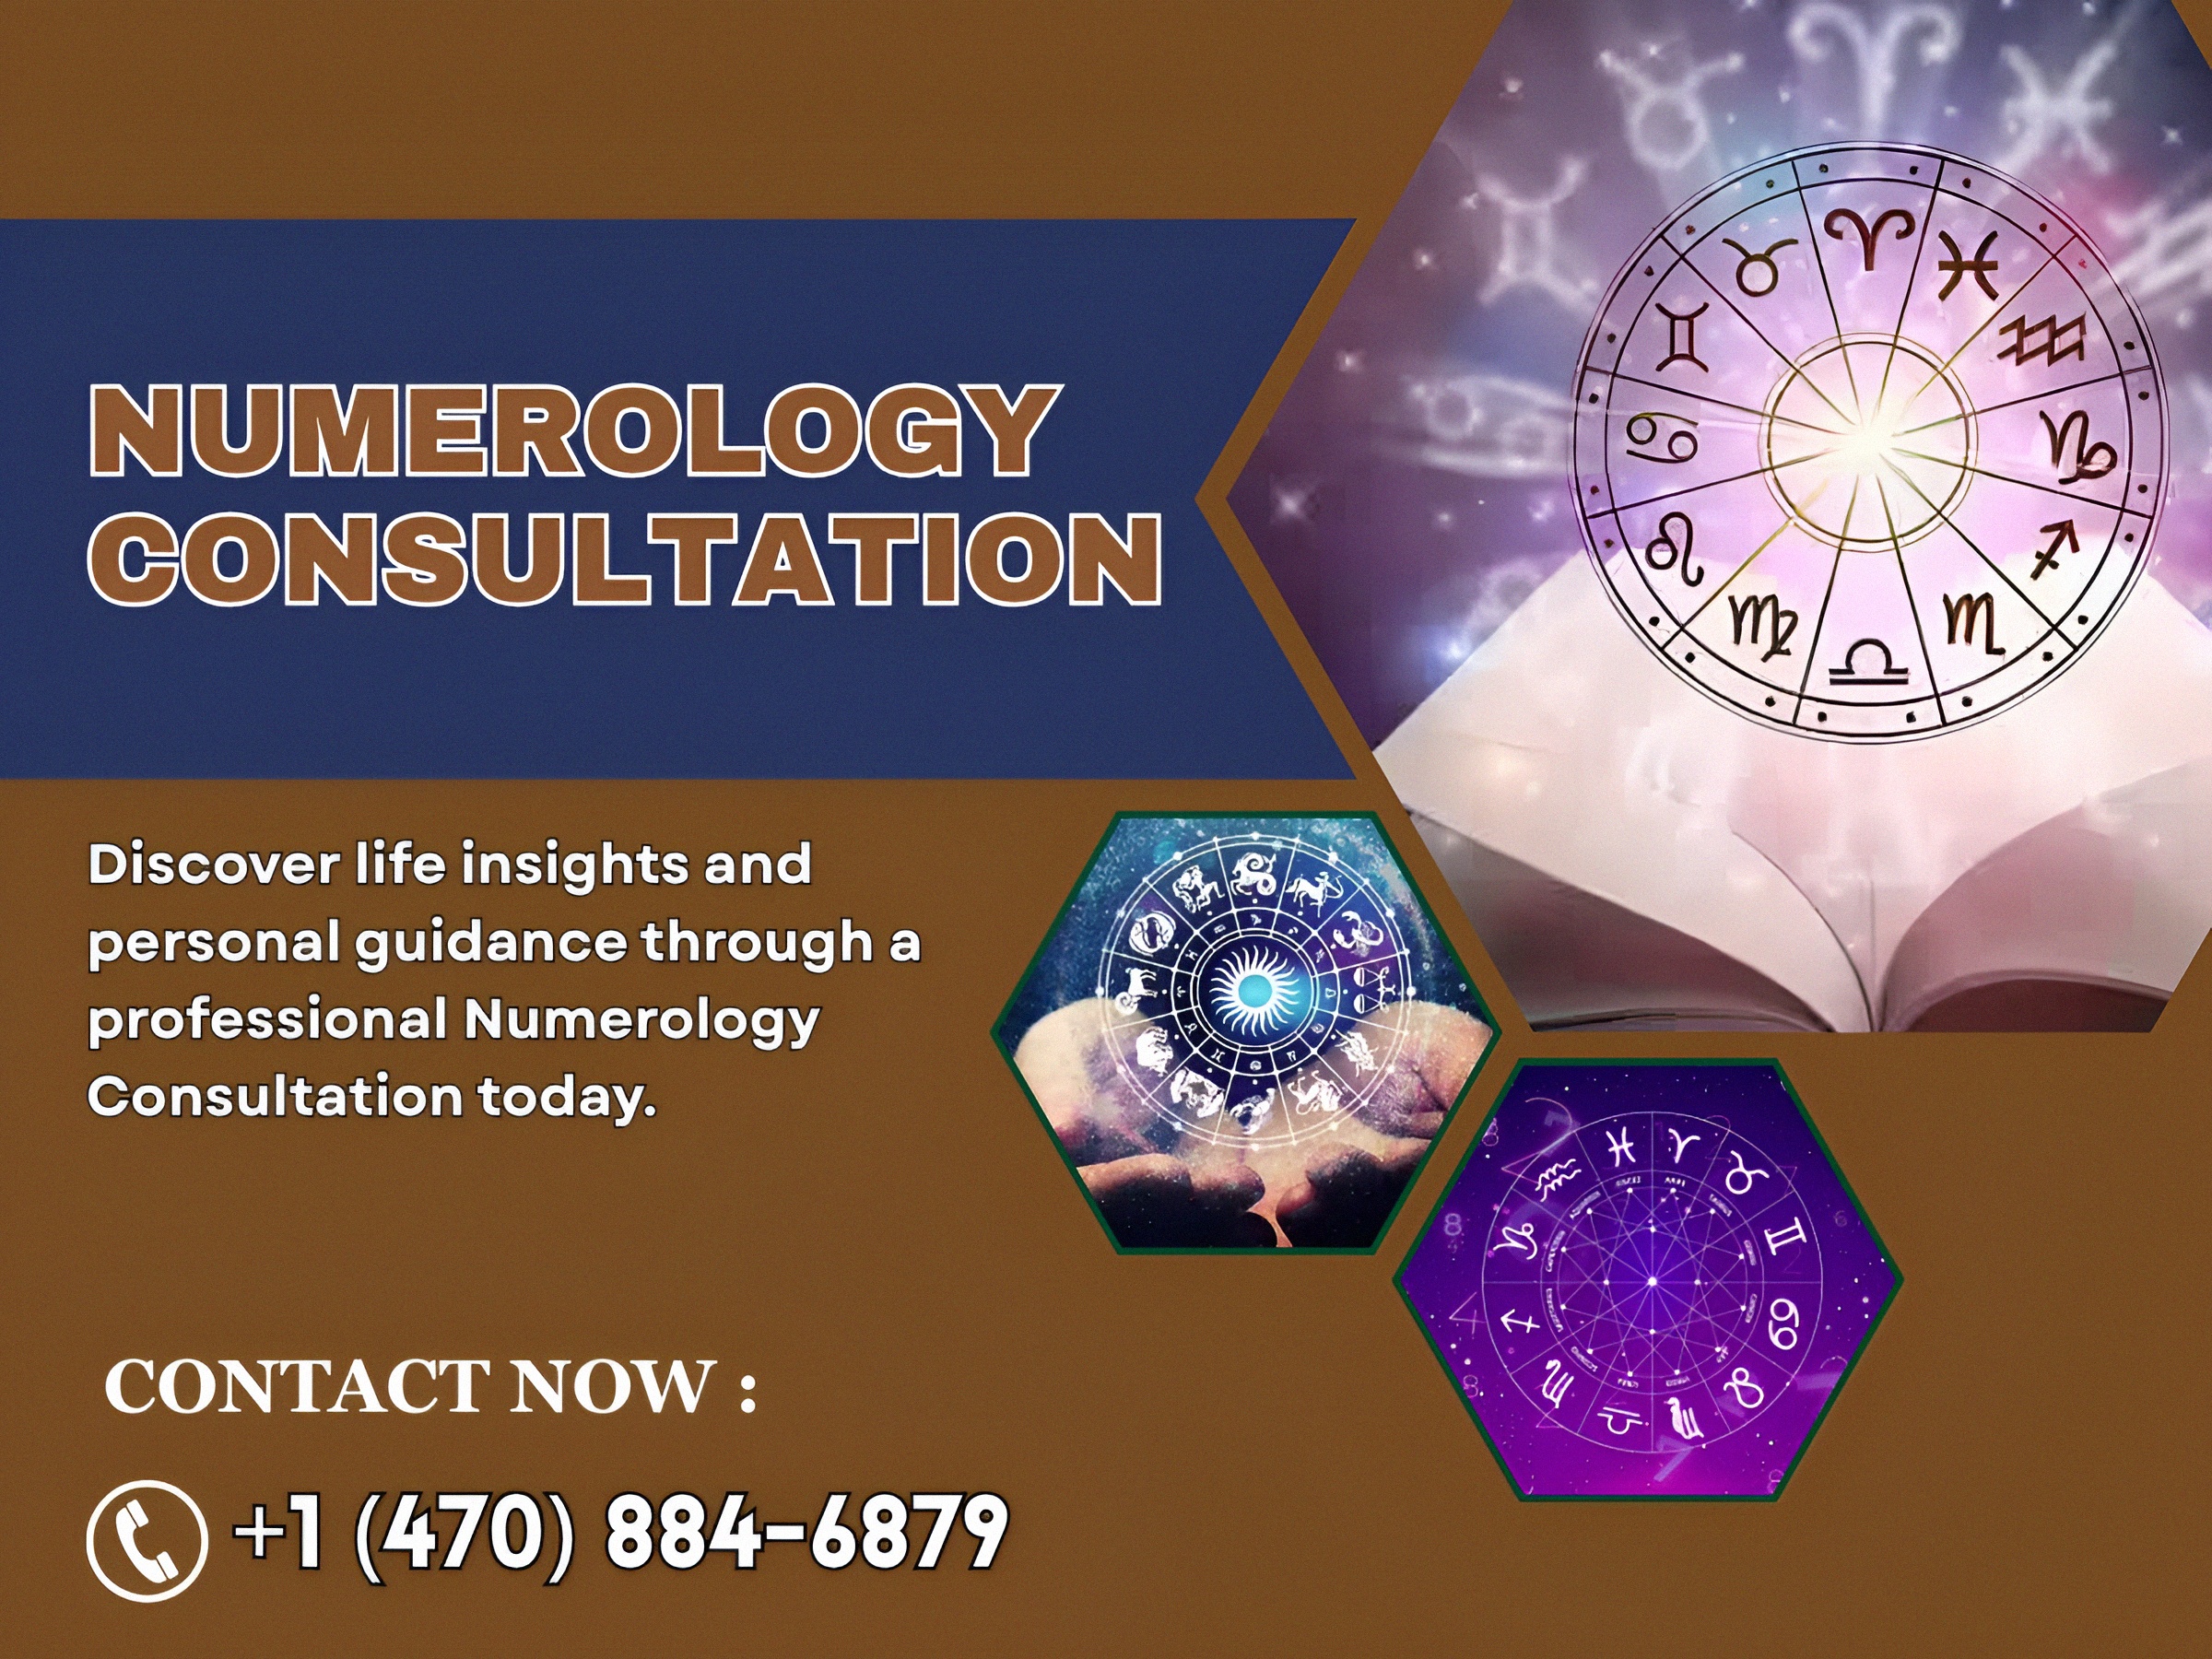 NUMEROLOGY
CONSULTATION
Discover life insights and
personal guidance through a
professional Numerology
Consultation today.
CONTACT NOW :
+1 (470) 884-6879